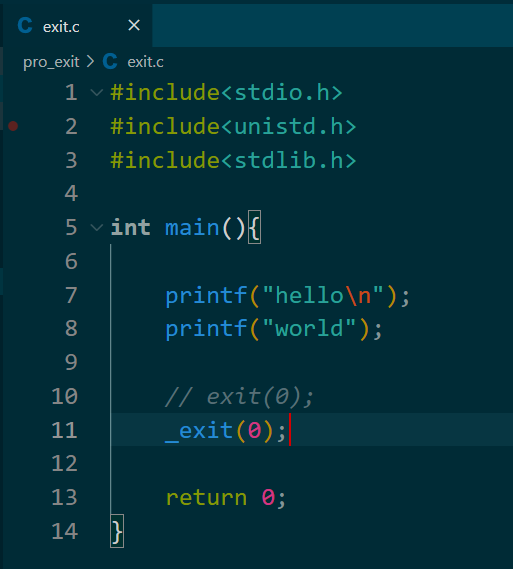 C exit.c ×
pro_exit > C exit.c
1 #include<stdio.h>
2 #include<unistd.h>
3 #include<stdlib.h>
4
5 int main(){
6
7 printf("hello\n");
8 printf("world");
9
10 // exit(0);
11 _exit(0);
12
13 return 0;
14 }